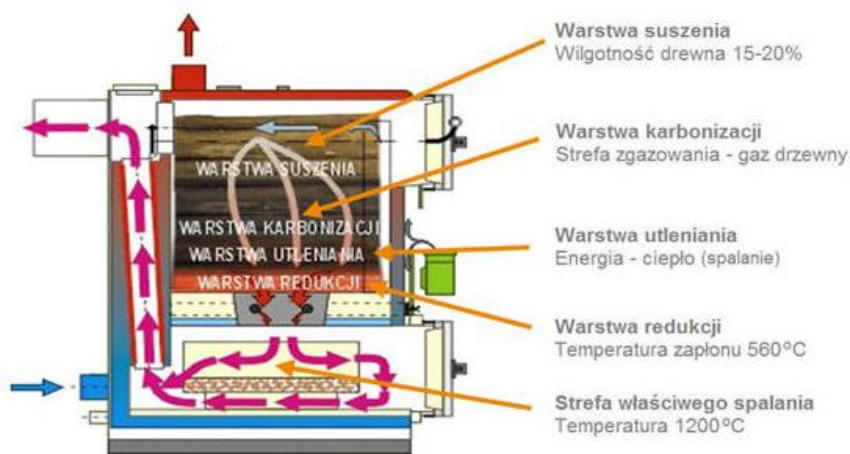 Warstwa suszenia
Wilgotność drewna 15-20%
Warstwa karbonizacji
Strefa zgazowania - gaz drzewny
WARSTWA SUSZENIA
WARSTWA KARBONIZACJI
WARSTWA UTLENIANIA
WARSTWA REDUKCJI
Warstwa utleniania
Energia - ciepło (spalanie)
Warstwa redukcji
Temperatura zapłonu 560°C
Strefa właściwego spalania
Temperatura 1200°C